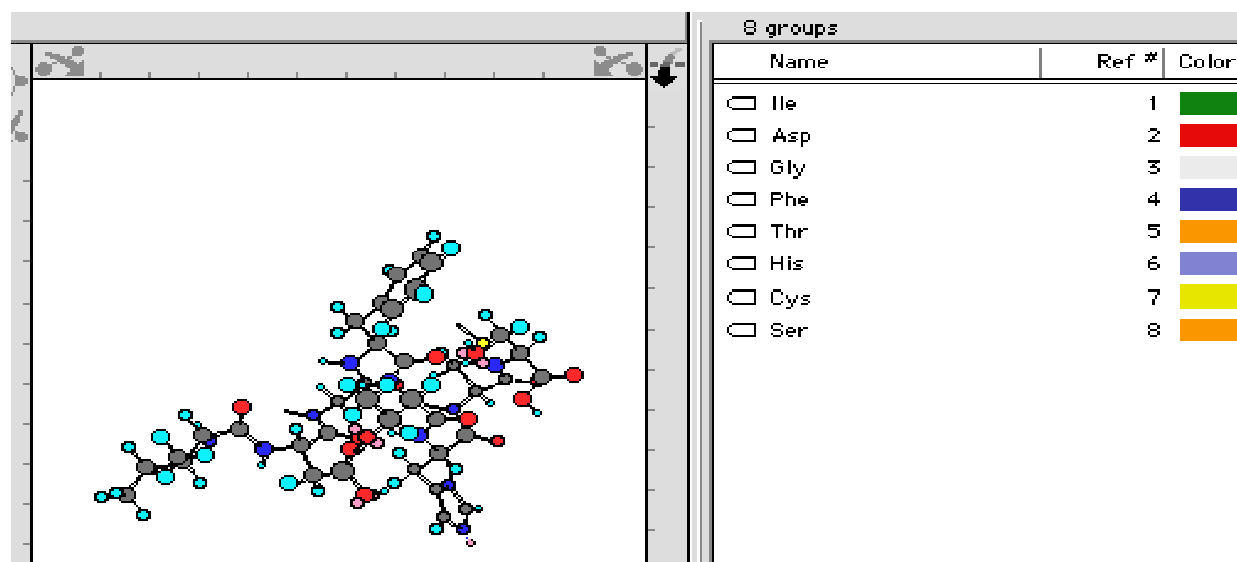 8 groups
Name Ref # Color
Ile 1
Asp 2
Gly 3
Phe 4
Thr 5
His 6
Cys 7
Ser 8